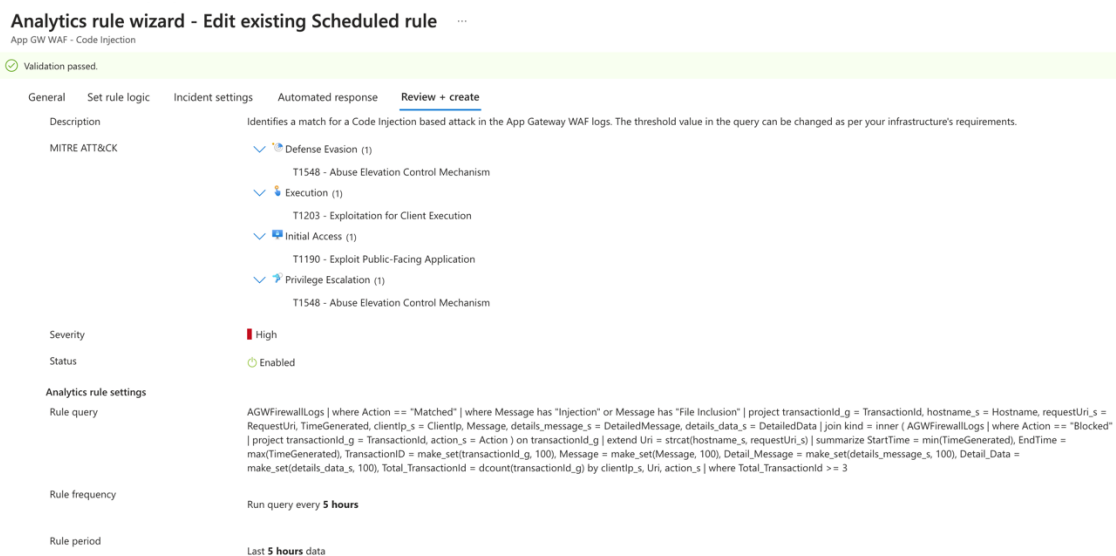 Analytics rule wizard - Edit existing Scheduled rule ...
App GW WAF - Code Injection
Validation passed.
General Set rule logic Incident settings Automated response Review + create
Description Identifies a match for a Code Injection based attack in the App Gateway WAF logs. The threshold value in the query can be changed as per your infrastructure's requirements.
MITRE ATT&CK Defense Evasion (1)
T1548 - Abuse Elevation Control Mechanism
Execution (1)
T1203 - Exploitation for Client Execution
Initial Access (1)
T1190 - Exploit Public-Facing Application
Privilege Escalation (1)
T1548 - Abuse Elevation Control Mechanism
Severity High
Status Enabled
Analytics rule settings
Rule query AGWFirewallLogs | where Action == "Matched" | where Message has "Injection" or Message has "File Inclusion" | project transactionId_g = TransactionId, hostname_s = Hostname, requestUri_s =
RequestUri, TimeGenerated, clientIp_s = ClientIp, Message, details_message_s = DetailedMessage, details_data_s = DetailedData | join kind = inner ( AGWFirewallLogs | where Action == "Blocked"
| project transactionId_g = TransactionId, action_s = Action ) on transactionId_g | extend Uri = strcat(hostname_s, requestUri_s) | summarize StartTime = min(TimeGenerated), EndTime =
max(TimeGenerated), TransactionID = make_set(transactionId_g, 100), Message = make_set(Message, 100), Detail_Message = make_set(details_message_s, 100), Detail_Data =
make_set(details_data_s, 100), Total_TransactionId = dcount(transactionId_g) by clientIp_s, Uri, action_s | where Total_TransactionId >= 3
Rule frequency
Run query every 5 hours
Rule period
Last 5 hours data